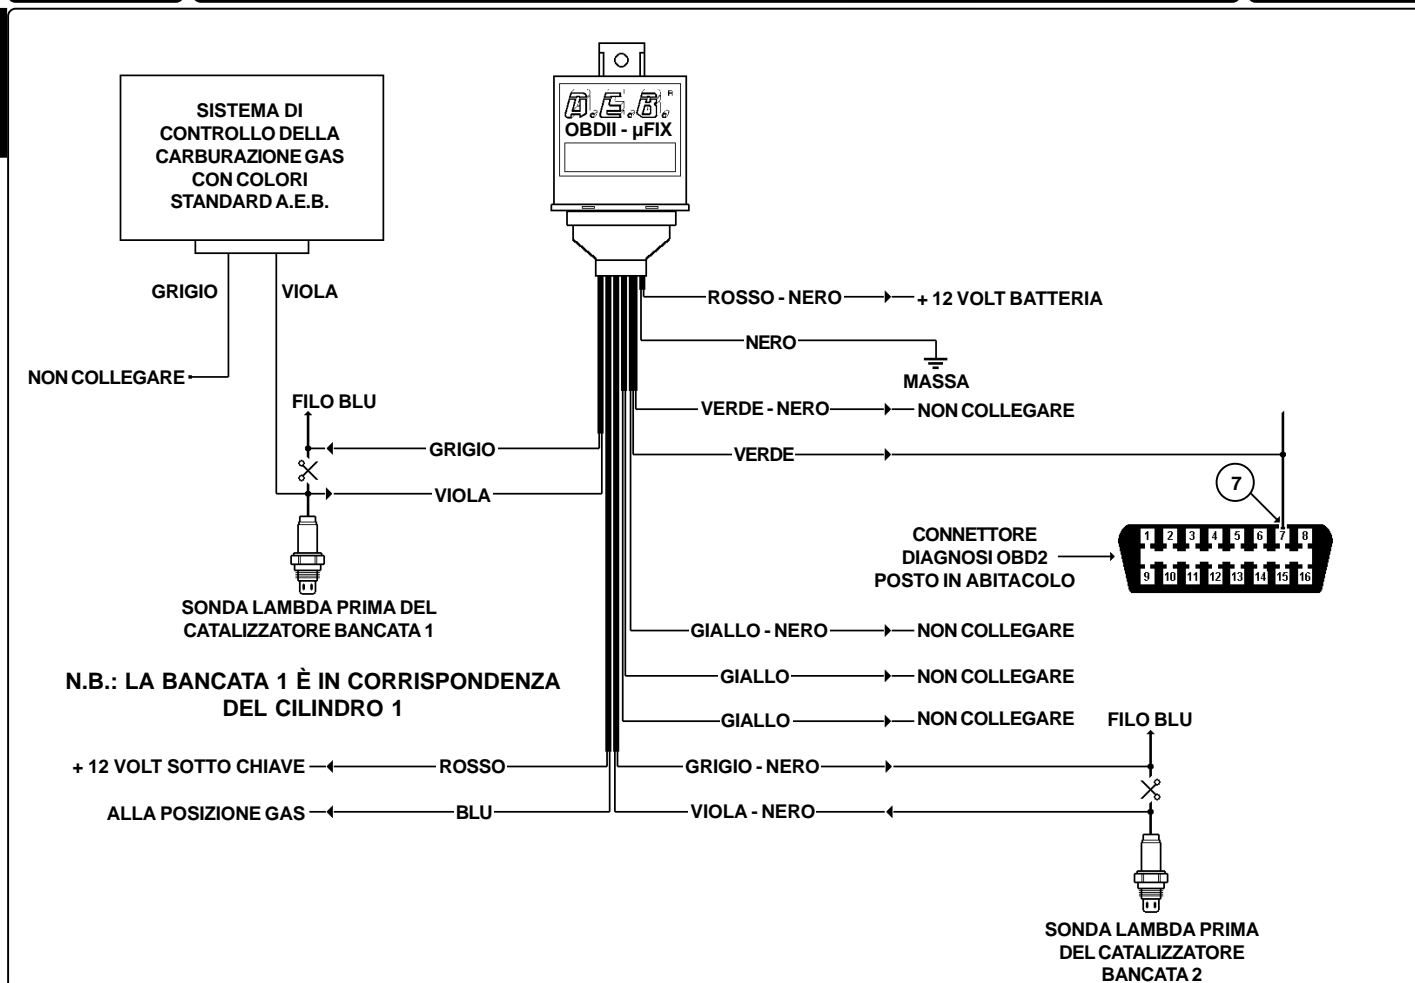 SISTEMA DI
CONTROLLO DELLA
CARBURAZIONE GAS
CON COLORI
STANDARD A.E.B.
GRIGIO
VIOLA
NON COLLEGARE
FILO BLU
GRIGIO
VIOLA
SONDA LAMBDA PRIMA DEL
CATALIZZATORE BANCATA 1
N.B.: LA BANCATA 1 È IN CORRISPONDENZA
DEL CILINDRO 1
+ 12 VOLT SOTTO CHIAVE
ROSSO
ALLA POSIZIONE GAS
BLU
A.E.B. R
OBDII - µFIX
ROSSO - NERO
+ 12 VOLT BATTERIA
NERO
MASSA
VERDE - NERO
NON COLLEGARE
VERDE
7
CONNETTORE
DIAGNOSI OBD2
POSTO IN ABITACOLO
1 2 3 4 5 6 7 8
9 10 11 12 13 14 15 16
GIALLO - NERO
NON COLLEGARE
GIALLO
NON COLLEGARE
GIALLO
NON COLLEGARE
FILO BLU
GRIGIO - NERO
VIOLA - NERO
SONDA LAMBDA PRIMA
DEL CATALIZZATORE
BANCATA 2